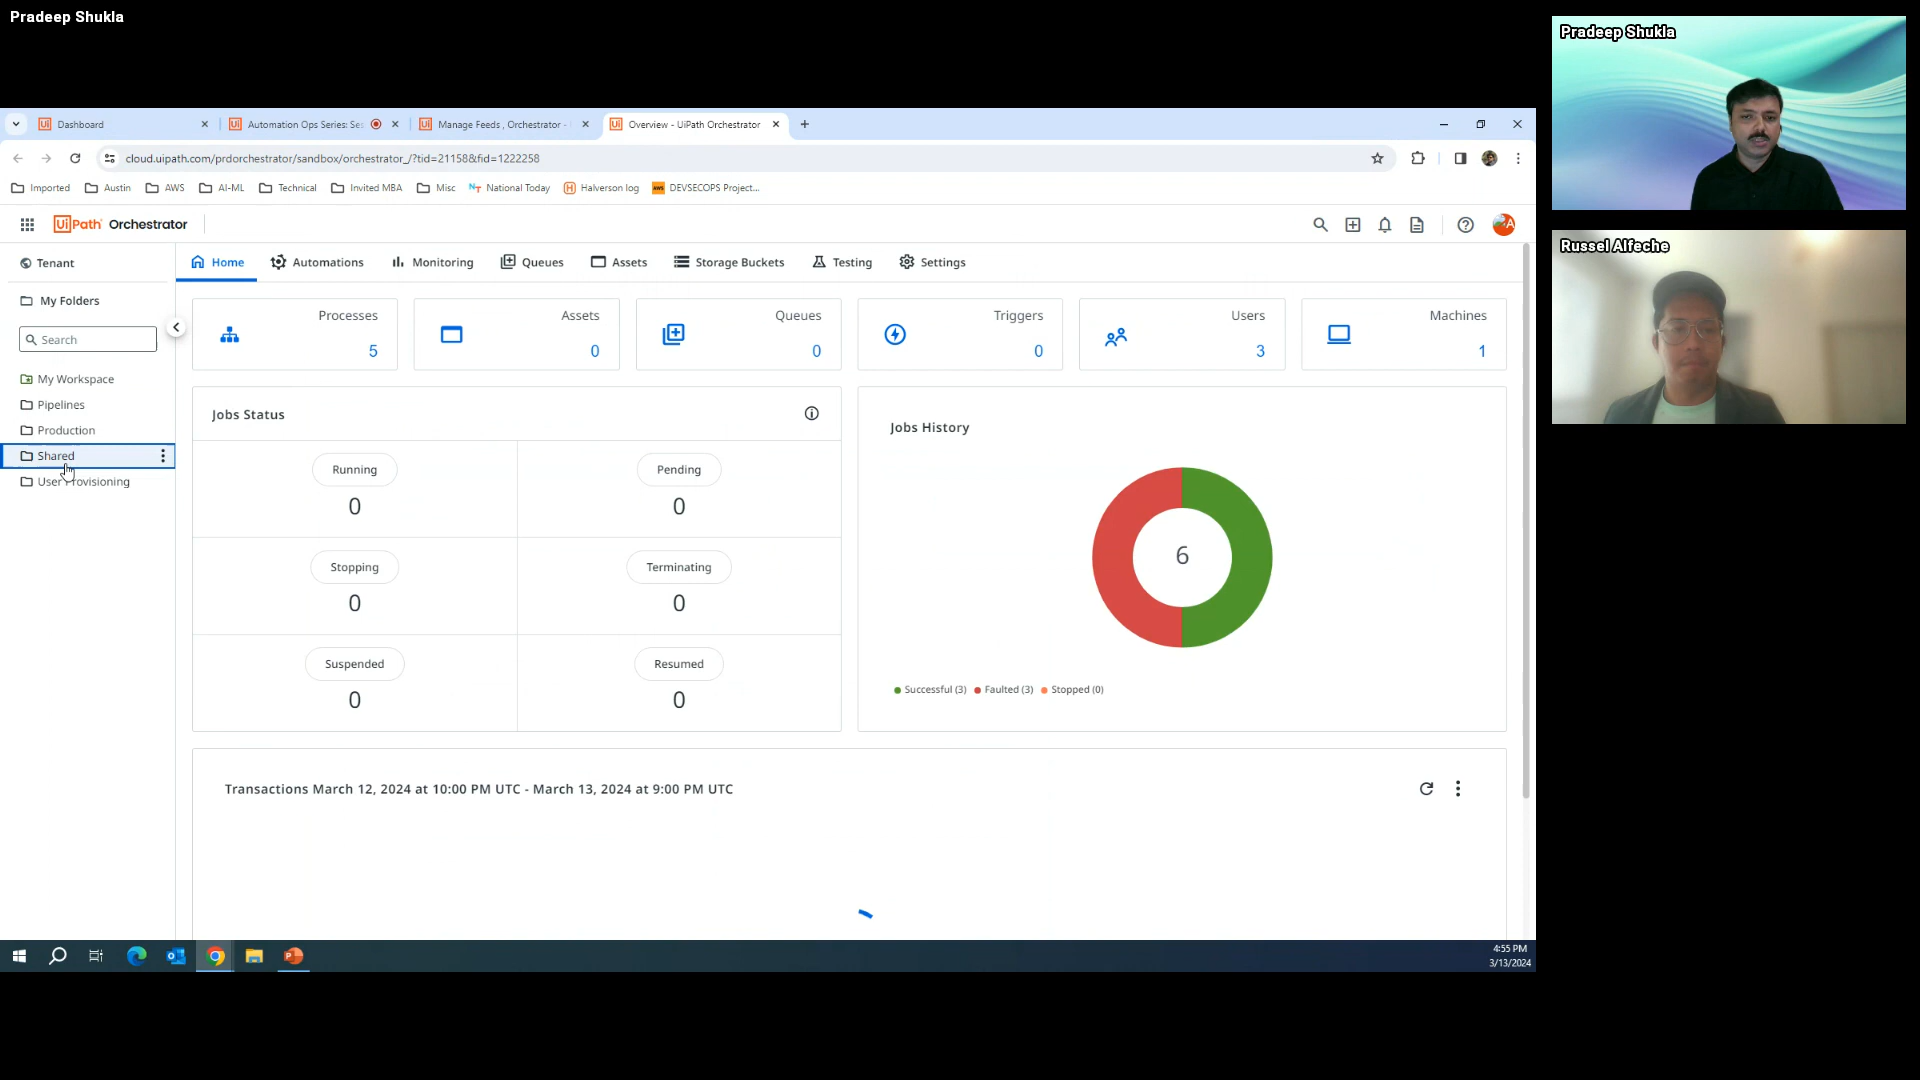 Pradeep Shukla
Pradeep Shukla
Russel Alfeche
Dashboard
Automation Ops Series: Se
Manage Feeds , Orchestrator -
Overview - UiPath Orchestrator
cloud.uipath.com/prdorchestrator/sandbox/orchestrator_/?tid=21158&fid=1222258
Imported
Austin
AWS
AI-ML
Technical
Invited MBA
Misc
National Today
Halverson log
DEVSECOPS Project...
UiPath Orchestrator
Tenant
Home
Automations
Monitoring
Queues
Assets
Storage Buckets
Testing
Settings
My Folders
Search
My Workspace
Pipelines
Production
Shared
User Provisioning
Processes
5
Assets
0
Queues
0
Triggers
0
Users
3
Machines
1
Jobs Status
Running
0
Pending
0
Stopping
0
Terminating
0
Suspended
0
Resumed
0
Jobs History
6
Successful (3) Faulted (3) Stopped (0)
Transactions March 12, 2024 at 10:00 PM UTC - March 13, 2024 at 9:00 PM UTC
4:55 PM
3/13/2024